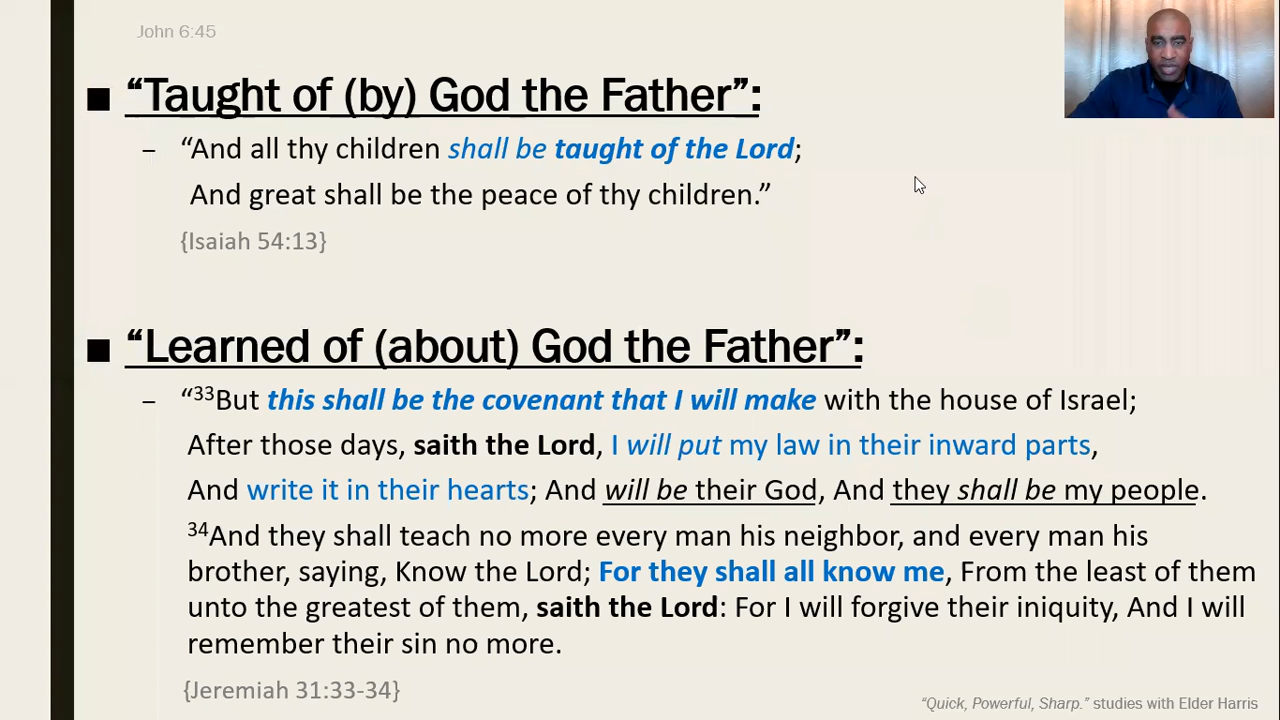 John 6:45
■ “Taught of (by) God the Father”:
– “And all thy children shall be taught of the Lord;
And great shall be the peace of thy children.”
{Isaiah 54:13}
■ “Learned of (about) God the Father”:
– “33But this shall be the covenant that I will make with the house of Israel;
After those days, saith the Lord, I will put my law in their inward parts,
And write it in their hearts; And will be their God, And they shall be my people.
34And they shall teach no more every man his neighbor, and every man his
brother, saying, Know the Lord; For they shall all know me, From the least of them
unto the greatest of them, saith the Lord: For I will forgive their iniquity, And I will
remember their sin no more.
{Jeremiah 31:33-34}
“Quick, Powerful, Sharp.” studies with Elder Harris